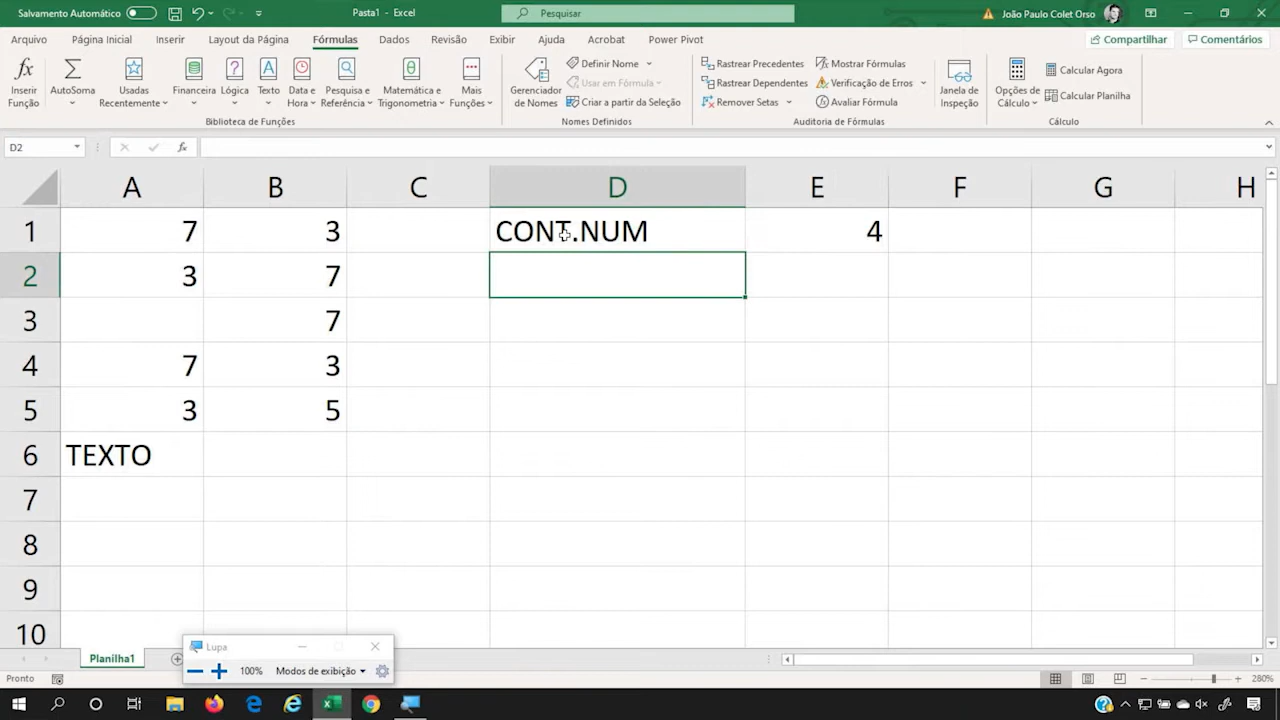 Salvamento Automático
Pasta1 - Excel
Pesquisar
João Paulo Colet Orso
Arquivo Página Inicial Inserir Layout da Página Fórmulas Dados Revisão Exibir Ajuda Acrobat Power Pivot
Compartilhar Comentários
Inserir Função
AutoSoma
Usadas Recentemente
Financeira
Lógica
Texto
Data e Hora
Pesquisa e Referência
Matemática e Trigonometria
Mais Funções
Biblioteca de Funções
Gerenciador de Nomes
Definir Nome
Usar em Fórmula
Criar a partir da Seleção
Nomes Definidos
Rastrear Precedentes
Rastrear Dependentes
Remover Setas
Mostrar Fórmulas
Verificação de Erros
Avaliar Fórmula
Auditoria de Fórmulas
Janela de Inspeção
Opções de Cálculo
Calcular Agora
Calcular Planilha
Cálculo
D2
fx
A B C D E F G H
1 7 3 CONT.NUM 4
2 3 7
3 7
4 7 3
5 3 5
6 TEXTO
7
8
9
10
Lupa
100% Modos de exibição
Planilha1
Pronto
280%